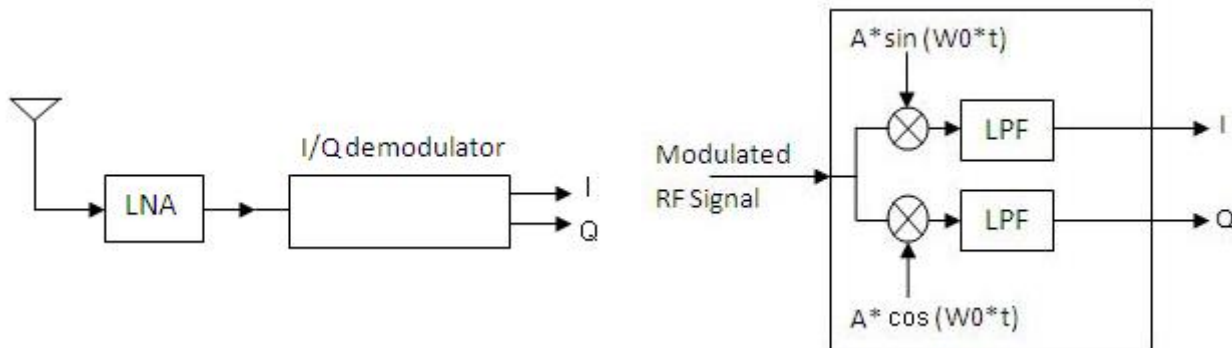 I/Q demodulator
LNA
I
Q
A*sin (W0*t)
Modulated
RF Signal
LPF
I
LPF
Q
A* cos (W0*t)